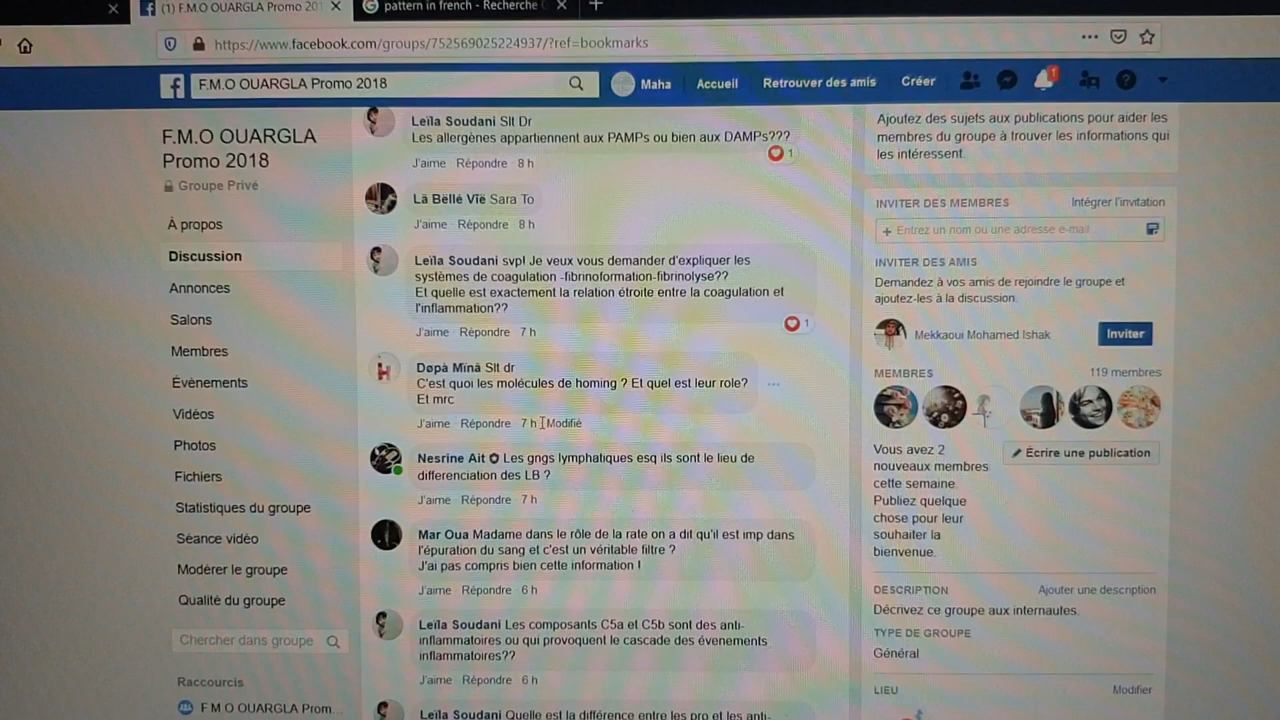 (1) F.M.O OUARGLA Promo 201
pattern in french - Recherche
https://www.facebook.com/groups/752569025224937/?ref=bookmarks
F.M.O OUARGLA Promo 2018
Maha
Accueil
Retrouver des amis
Créer
1
F.M.O OUARGLA
Promo 2018
Groupe Privé
À propos
Discussion
Annonces
Salons
Membres
Évènements
Vidéos
Photos
Fichiers
Statistiques du groupe
Séance vidéo
Modérer le groupe
Qualité du groupe
Chercher dans groupe
Raccourcis
F M O OUARGLA Prom...
Leïla Soudani Slt Dr
Les allergènes appartiennent aux PAMPs ou bien aux DAMPs???
1
J'aime · Répondre · 8 h
Lä Bëllë Vïë Sara To
J'aime · Répondre · 8 h
Leïla Soudani svpl Je veux vous demander d'expliquer les
systèmes de coagulation -fibrinoformation-fibrinolyse??
Et quelle est exactement la relation étroite entre la coagulation et
l'inflammation??
1
J'aime · Répondre · 7 h
Døpà Mïnà Slt dr
C'est quoi les molécules de homing ? Et quel est leur role?
Et mrc
J'aime · Répondre · 7 h · Modifié
Nesrine Ait Les gngs lymphatiques esq ils sont le lieu de
differenciation des LB ?
J'aime · Répondre · 7 h
Mar Oua Madame dans le rôle de la rate on a dit qu'il est imp dans
l'épuration du sang et c'est un véritable filtre ?
J'ai pas compris bien cette information !
J'aime · Répondre · 6 h
Leïla Soudani Les composants C5a et C5b sont des anti-
inflammatoires ou qui provoquent le cascade des évenements
inflammatoires??
J'aime · Répondre · 6 h
Leïla Soudani Quelle est la différence entre les pro et les anti-
Ajoutez des sujets aux publications pour aider les
membres du groupe à trouver les informations qui
les intéressent.
INVITER DES MEMBRES
Intégrer l'invitation
+ Entrez un nom ou une adresse e-mail...
INVITER DES AMIS
Demandez à vos amis de rejoindre le groupe et
ajoutez-les à la discussion.
Mekkaoui Mohamed Ishak
Inviter
MEMBRES
119 membres
Vous avez 2
nouveaux membres
cette semaine.
Publiez quelque
chose pour leur
souhaiter la
bienvenue.
Écrire une publication
DESCRIPTION
Ajouter une description
Décrivez ce groupe aux internautes.
TYPE DE GROUPE
Général
LIEU
Modifier